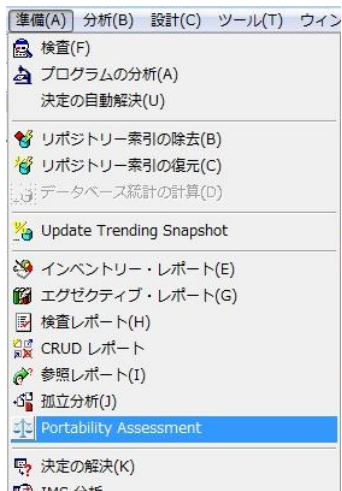 準備(A) 分析(B) 設計(C) ツール(T) ウィン
検査(F)
プログラムの分析(A)
決定の自動解決(U)
リポジトリー索引の除去(B)
リポジトリー索引の復元(C)
データベース統計の計算(D)
Update Trending Snapshot
インベントリー・レポート(E)
エグゼクティブ・レポート(G)
検査レポート(H)
CRUD レポート
参照レポート(I)
孤立分析(J)
Portability Assessment
決定の解決(K)
IMS 分析